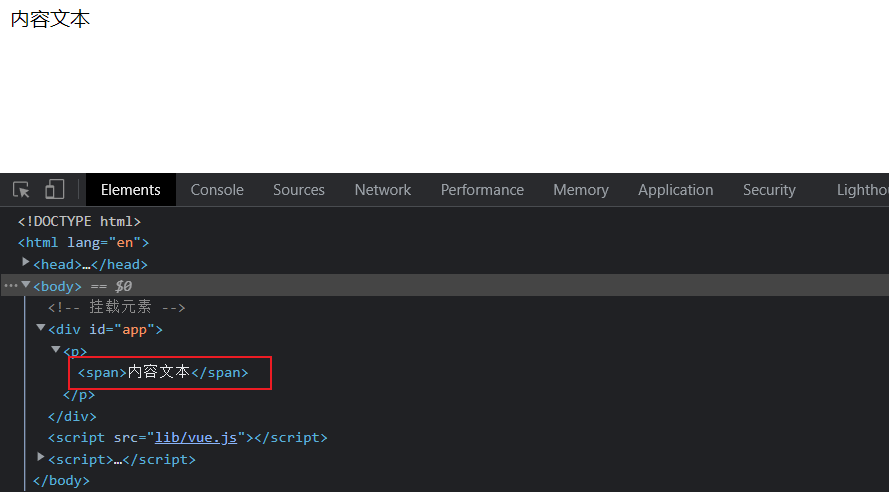 内容文本
Elements Console Sources Network Performance Memory Application Security Lighthou
<!DOCTYPE html>
<html lang="en">
<head>…</head>
<body> == $0
<!-- 挂载元素 -->
<div id="app">
<p>
<span>内容文本</span>
</p>
</div>
<script src="lib/vue.js"></script>
<script>…</script>
</body>